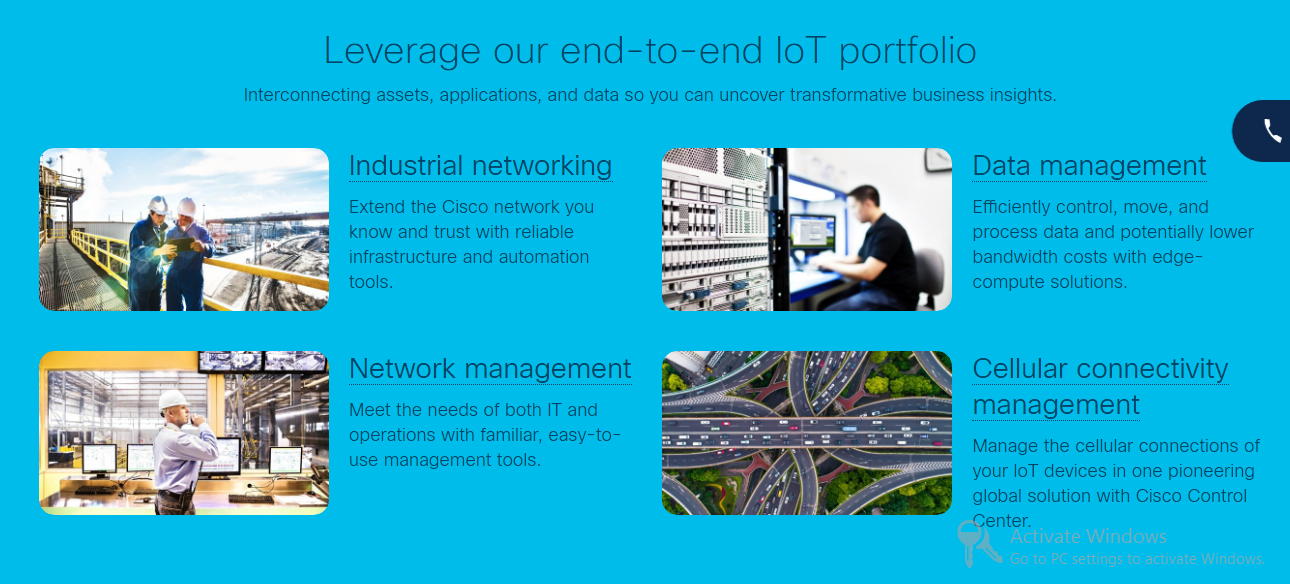 Leverage our end-to-end IoT portfolio
Interconnecting assets, applications, and data so you can uncover transformative business insights.
Industrial networking
Extend the Cisco network you
know and trust with reliable
infrastructure and automation
tools.
Data management
Efficiently control, move, and
process data and potentially lower
bandwidth costs with edge-
compute solutions.
Network management
Meet the needs of both IT and
operations with familiar, easy-to-
use management tools.
Cellular connectivity
management
Manage the cellular connections of
your IoT devices in one pioneering
global solution with Cisco Control
Center.
Activate Windows
Go to PC settings to activate Windows.